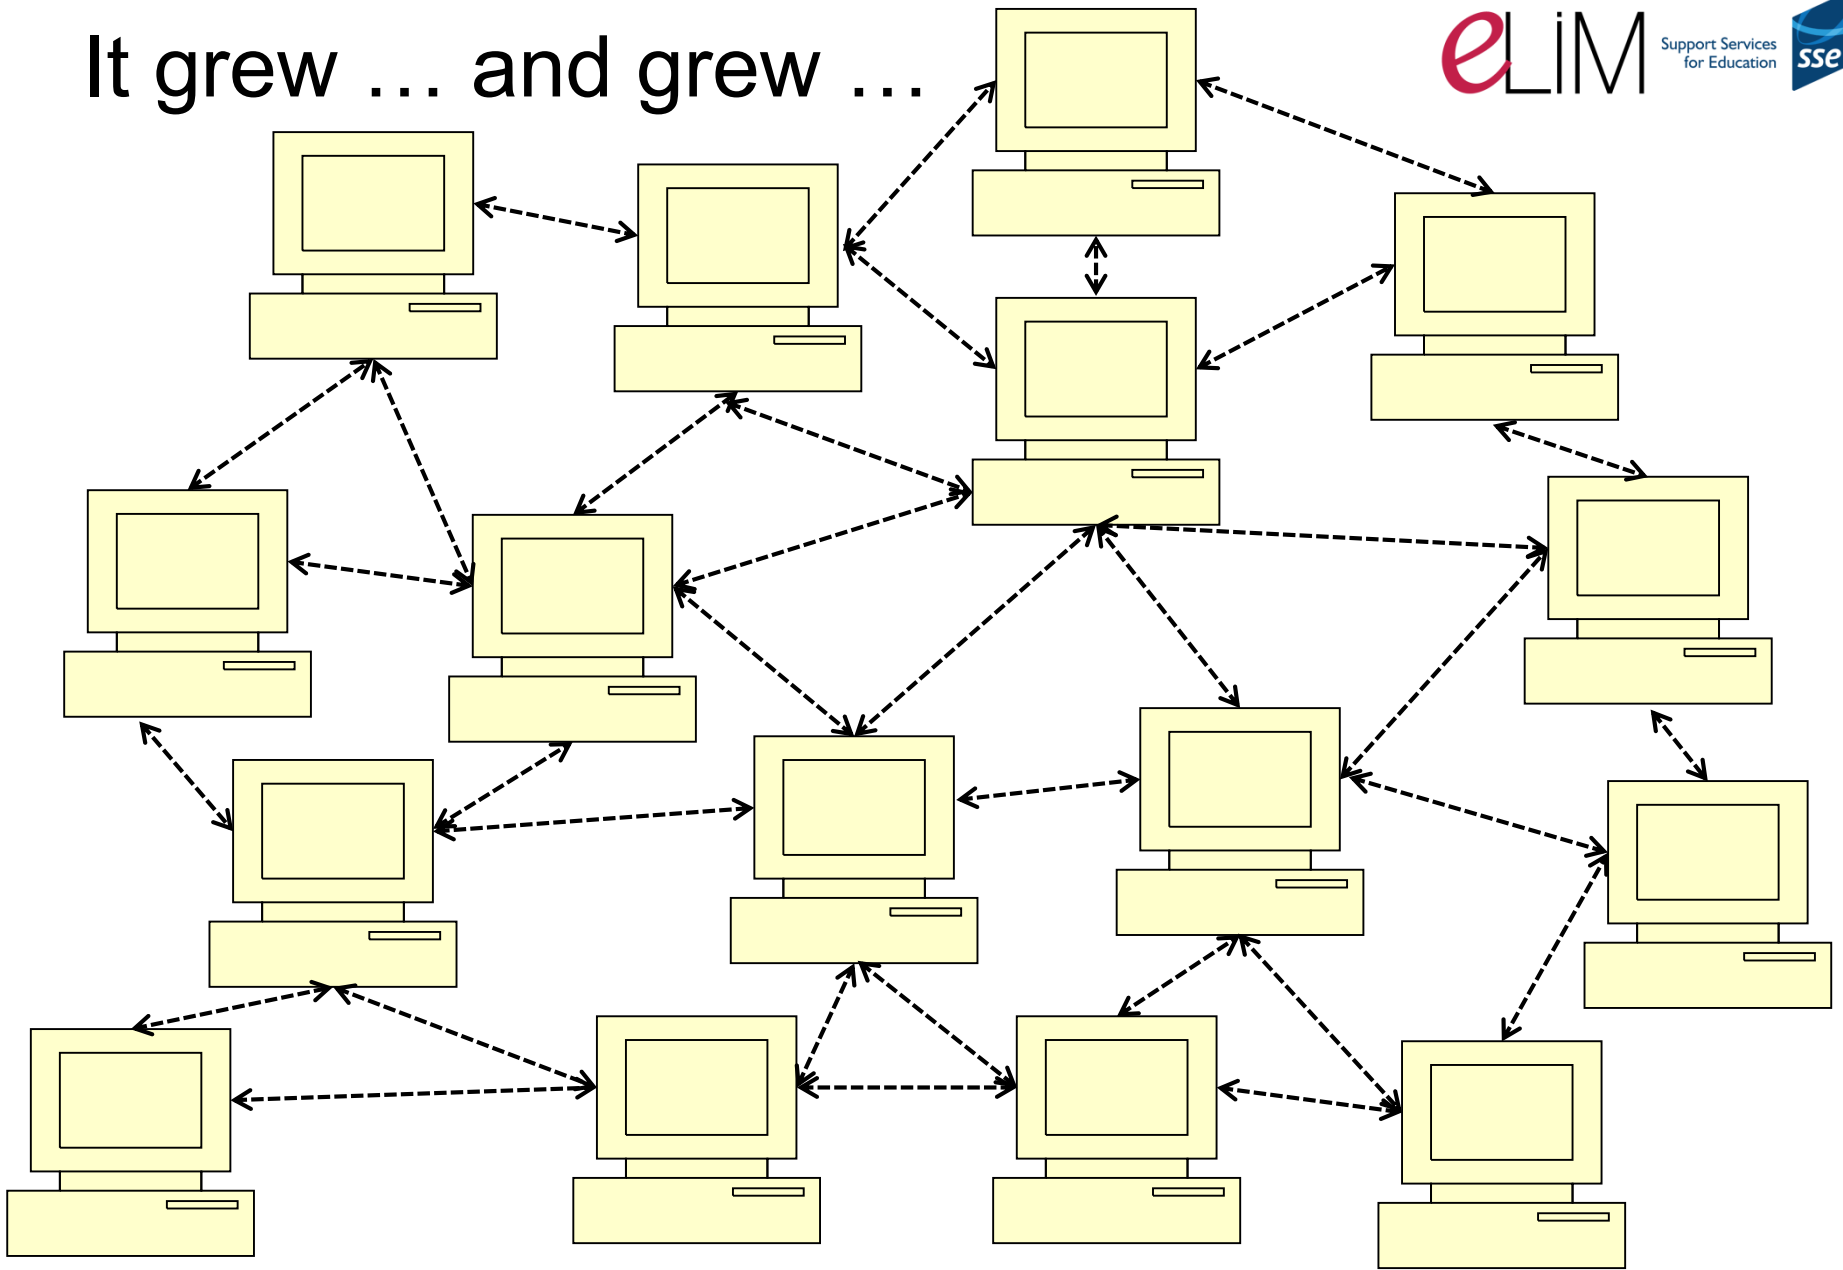 It grew … and grew …
eLiM
Support Services
for Education
sse